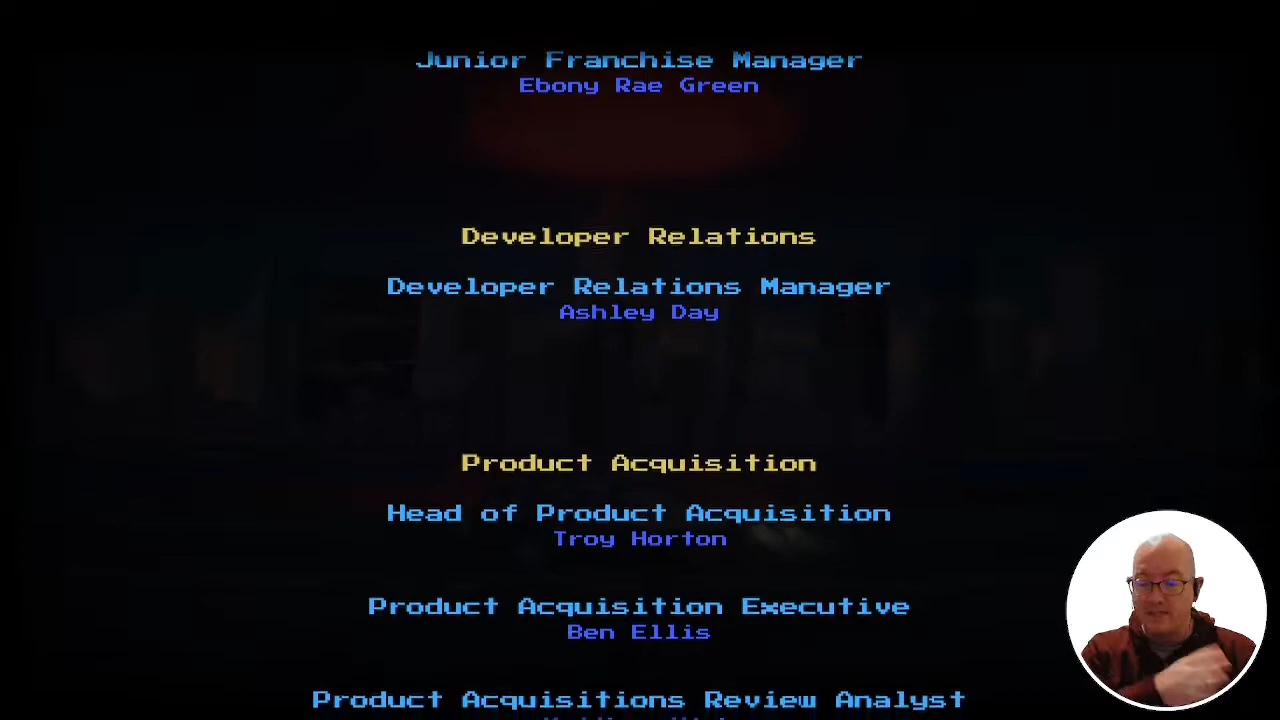 Junior Franchise Manager
Ebony Rae Green
Developer Relations
Developer Relations Manager
Ashley Day
Product Acquisition
Head of Product Acquisition
Troy Horton
Product Acquisition Executive
Ben Ellis
Product Acquisitions Review Analyst